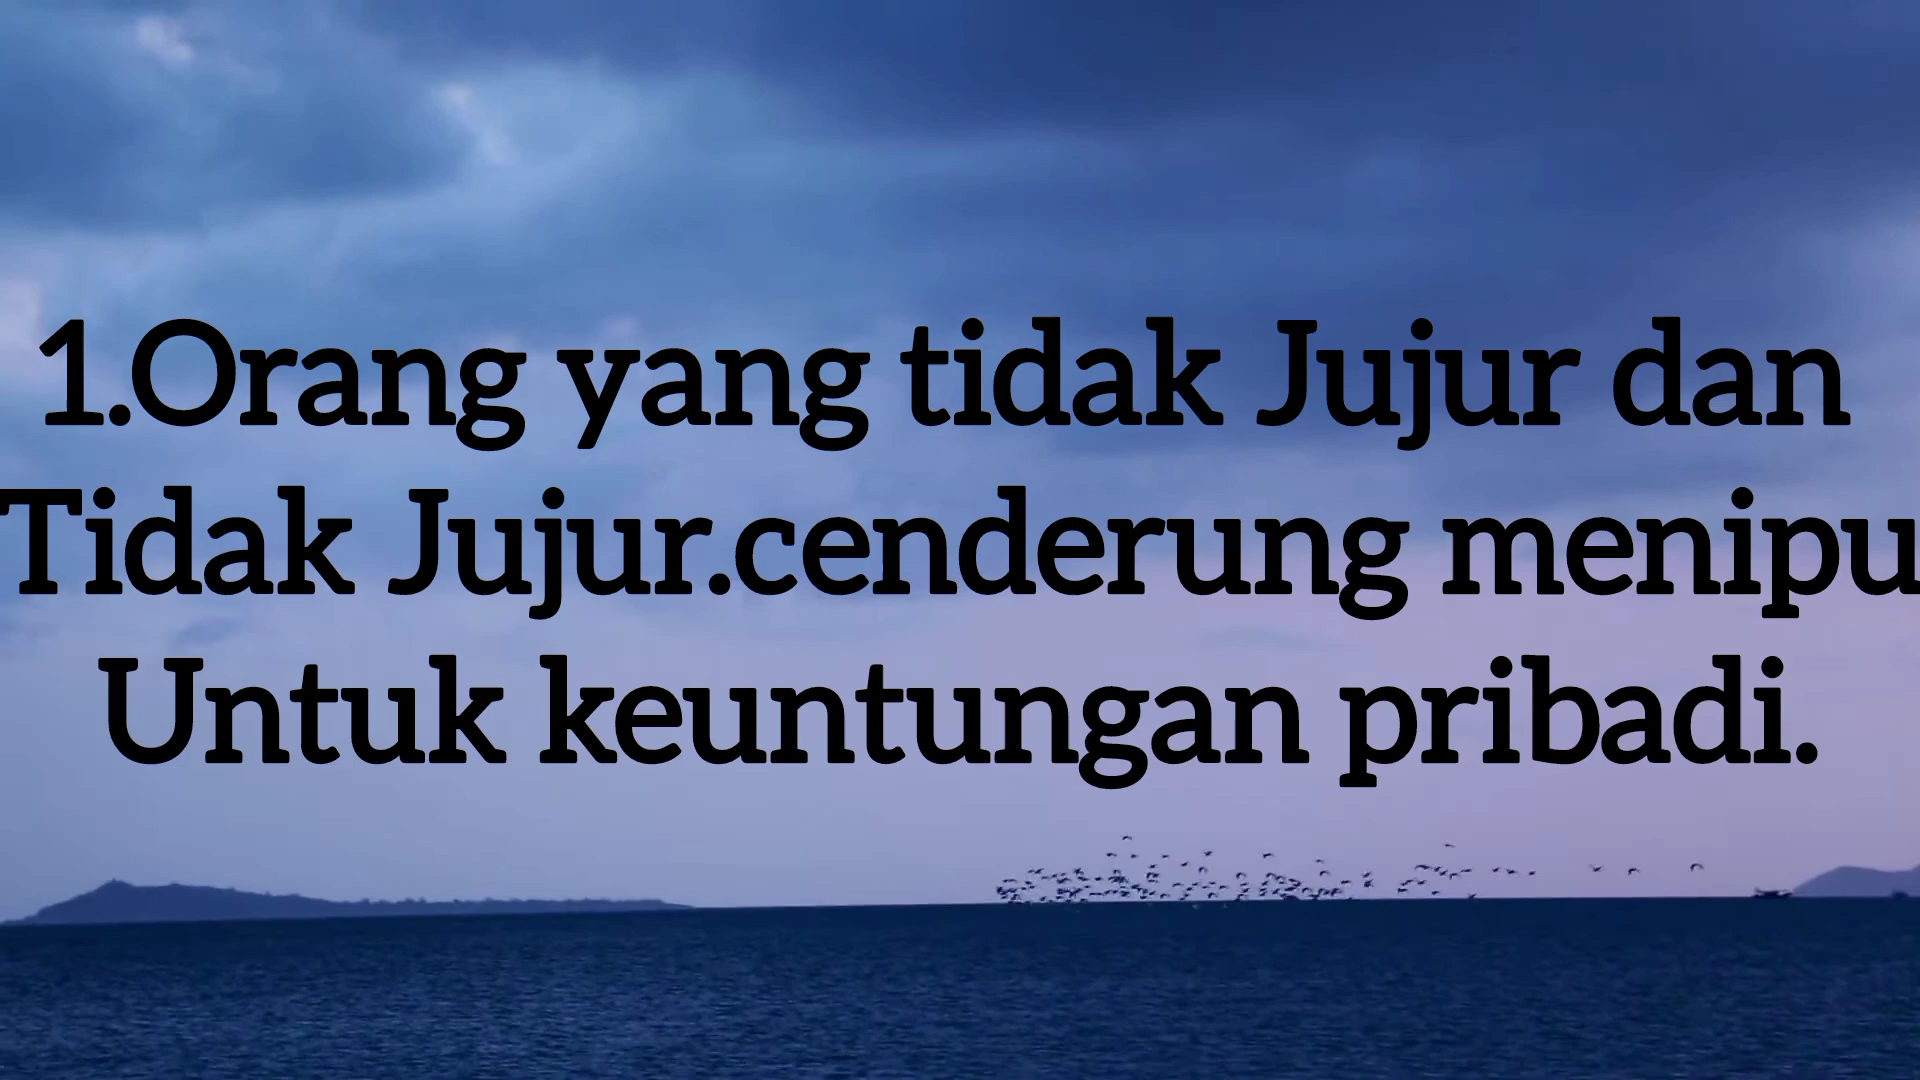 1.Orang yang tidak Jujur dan
Tidak Jujur.cenderung menipu
Untuk keuntungan pribadi.